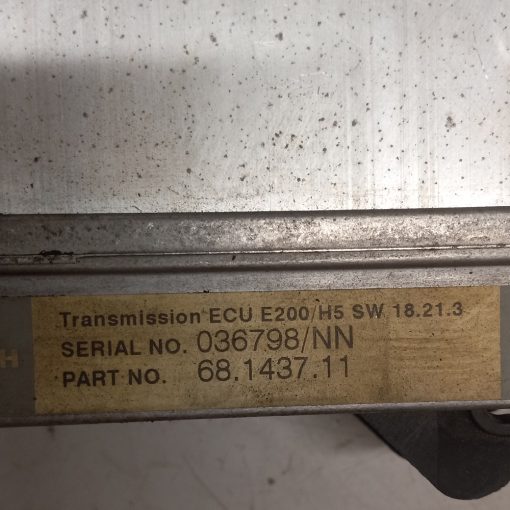 Transmission ECU E200/H5 SW 18.21.3
H
SERIAL NO. 036798/NN
PART NO. 68.1437.11